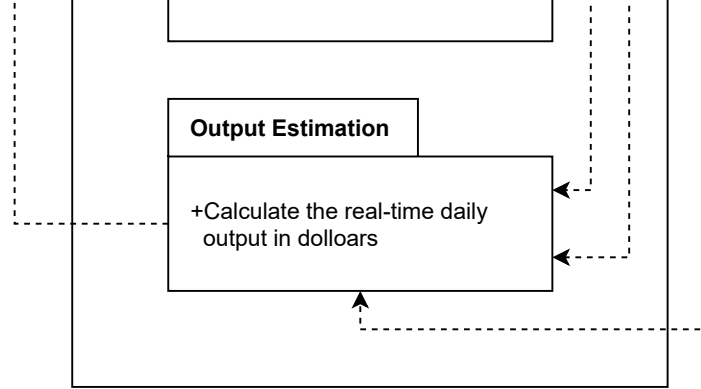 Output Estimation
+Calculate the real-time daily
output in dolloars